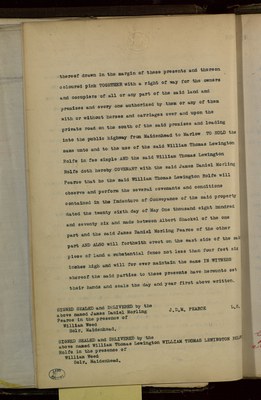 thereof drawn in the margin of these presents and thereon
coloured pink TOGETHER with a right of way for the owners
and occupiers of all or any part of the said land and
premises and every one authorized by them or any of them
with or without horses and carriages over and upon the
private road on the south of the said premises and leading
into the public highway from Maidenhead to Marlow TO HOLD the
same unto and to the use of the said William Thomas Lewington
Rolfe in fee simple AND the said William Thomas Lewington
Rolfe doth hereby COVENANT with the said James Daniel Morling
Pearce that he the said William Thomas Lewington Rolfe will
observe and perform the several covenants and conditions
contained in the Indenture of Conveyance of the said property
dated the twenty sixth day of May One thousand eight hundred
and seventy six and made between Albert of the one
part and the said James Daniel Morling Pearce of the other
part AND ALSO will forthwith erect on the east side of the said
piece of land a substantial fence not less than four feet six
inches high and will for ever maintain the same IN WITNESS
whereof the said parties to these presents have hereunto set
their hands and seals the day and year first above written.
SIGNED SEALED and DELIVERED by the
above named James Daniel Morling J.D.M. PEARCE L.S.
Pearce in the presence of
William Weed
Solr, Maidenhead,
SIGNED SEALED and DELIVERED by the
above named William Thomas Lewington WILLIAM THOMAS LEWINGTON ROLFE
Rolfe in the presence of
William Weed
Solr, Maidenhead,